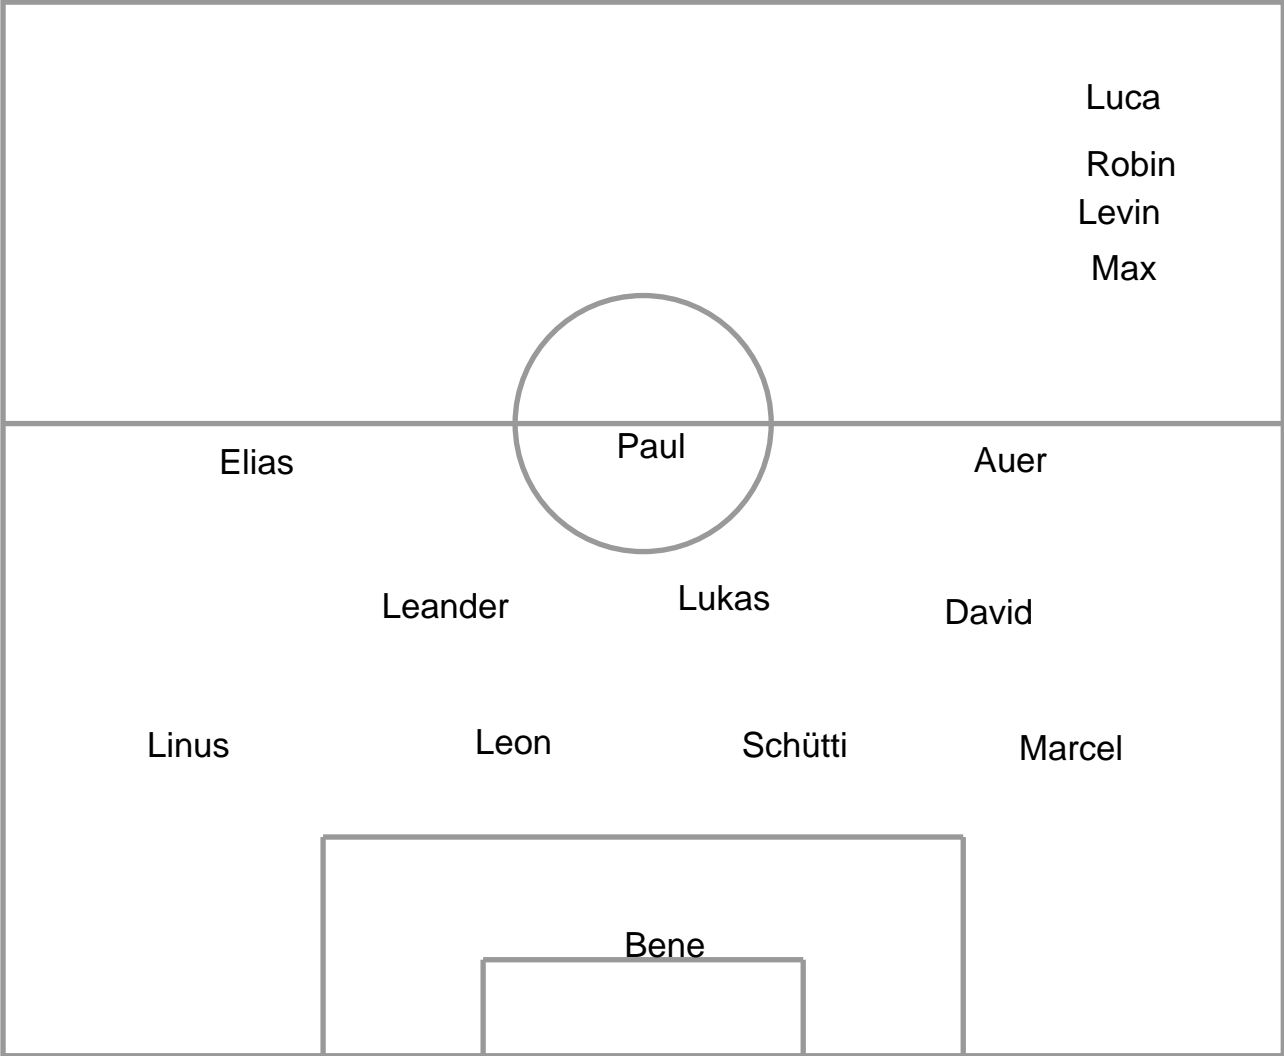 Luca
Robin
Levin
Max
Elias
Paul
Auer
Leander
Lukas
David
Linus
Leon
Schütti
Marcel
Bene